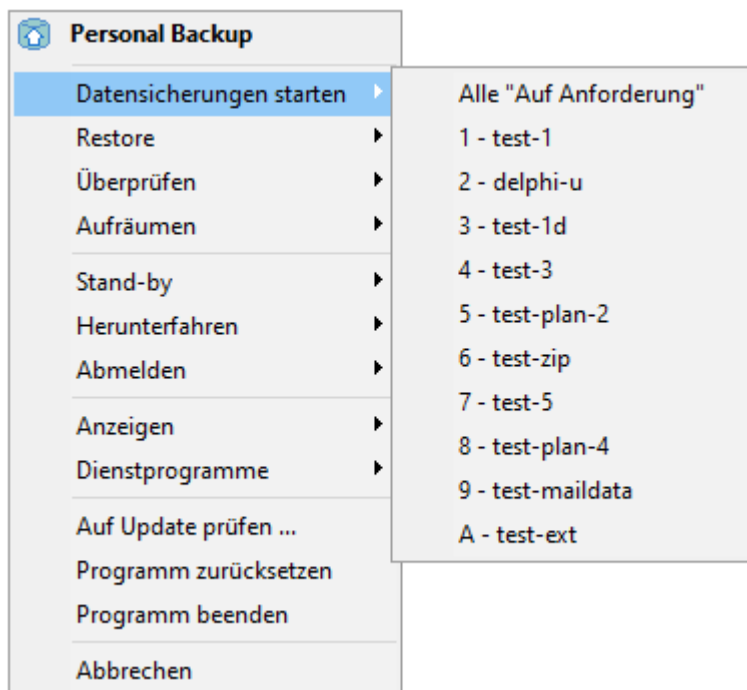 Personal Backup
Datensicherungen starten
Restore
Überprüfen
Aufräumen
Stand-by
Herunterfahren
Abmelden
Anzeigen
Dienstprogramme
Auf Update prüfen ...
Programm zurücksetzen
Programm beenden
Abbrechen
Alle "Auf Anforderung"
1 - test-1
2 - delphi-u
3 - test-1d
4 - test-3
5 - test-plan-2
6 - test-zip
7 - test-5
8 - test-plan-4
9 - test-maildata
A - test-ext